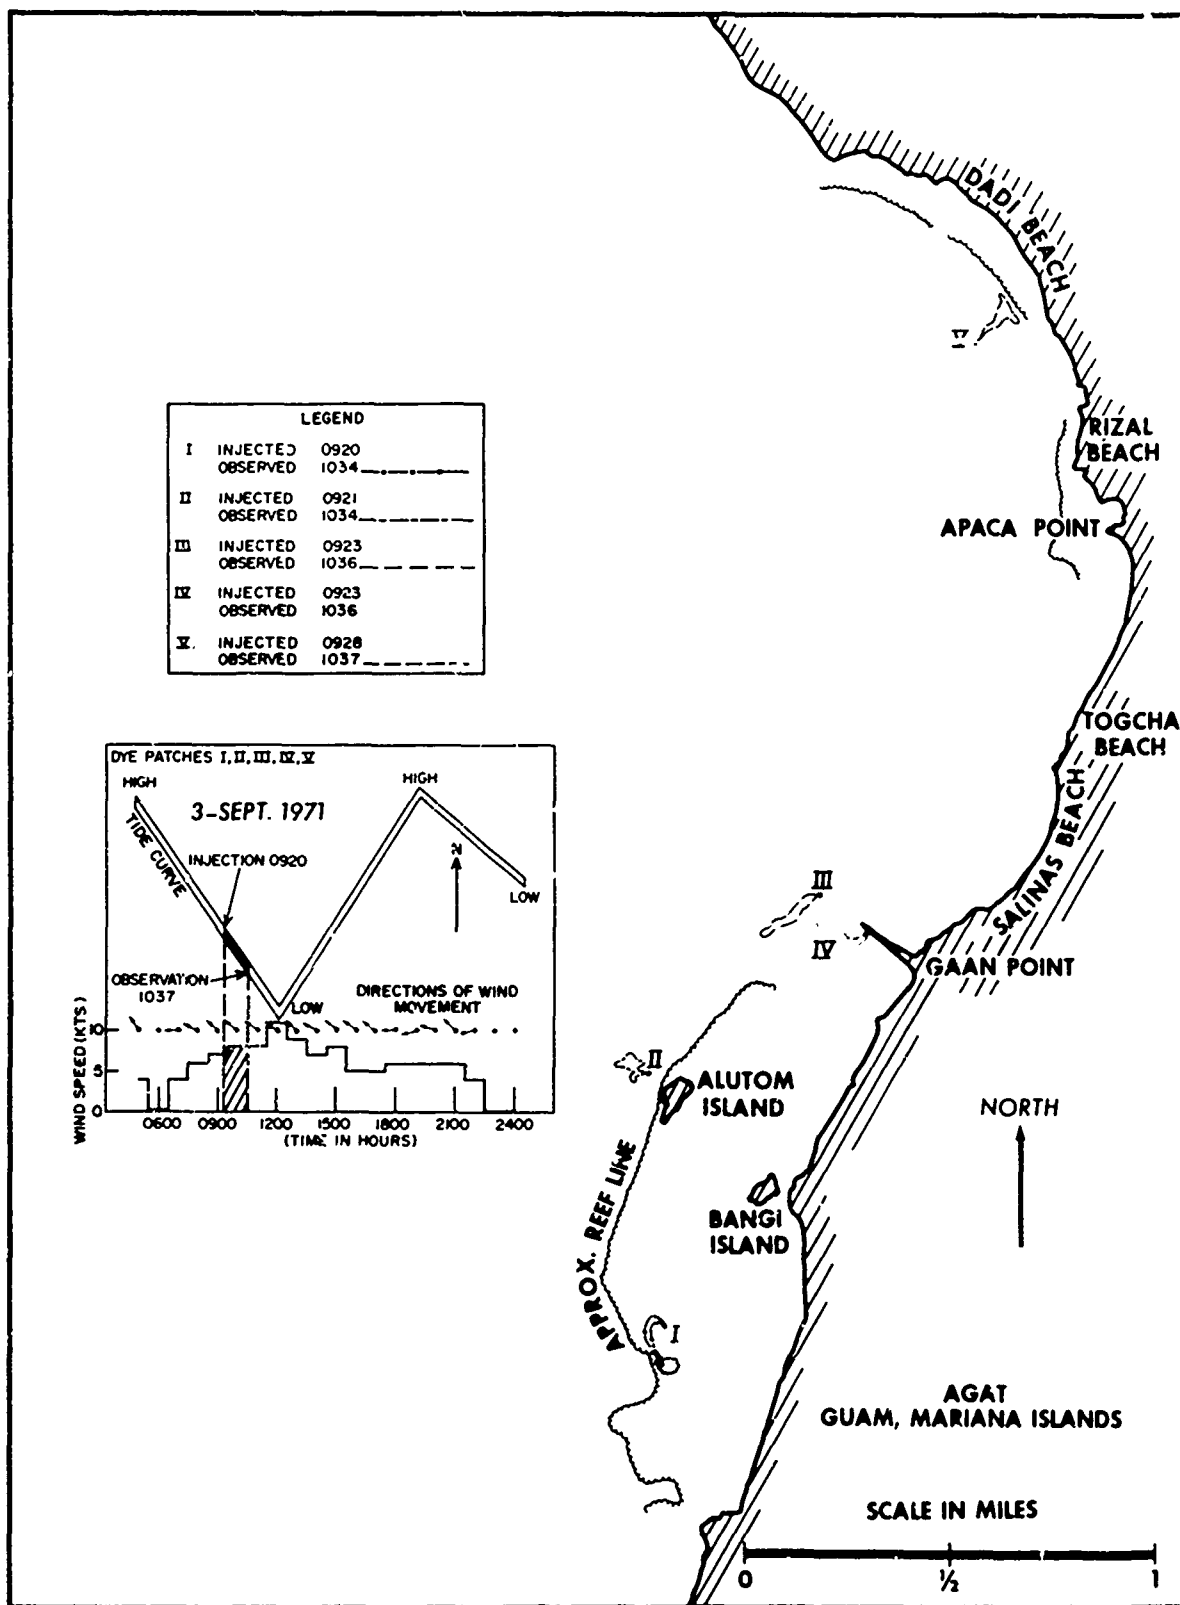 DADI BEACH
V
LEGEND
I INJECTED 0920
OBSERVED 1034
II INJECTED 0921
OBSERVED 1034
III INJECTED 0923
OBSERVED 1036
IV INJECTED 0923
OBSERVED 1036
V. INJECTED 0928
OBSERVED 1037
RIZAL
BEACH
APACA POINT
TOGCHA
BEACH
SALINAS BEACH
DYE PATCHES I, II, III, IV, V
HIGH
HIGH
3-SEPT. 1971
TIDE CURVE
INJECTION 0920
N
LOW
OBSERVATION
1037
LOW
DIRECTIONS OF WIND
MOVEMENT
WIND SPEED (KTS)
10
5
0
0600 0900 1200 1500 1800 2100 2400
(TIME IN HOURS)
III
IV
GAAN POINT
II
ALUTOM
ISLAND
NORTH
APPROX. REEF LINE
BANGI
ISLAND
I
AGAT
GUAM, MARIANA ISLANDS
SCALE IN MILES
0 ½ 1